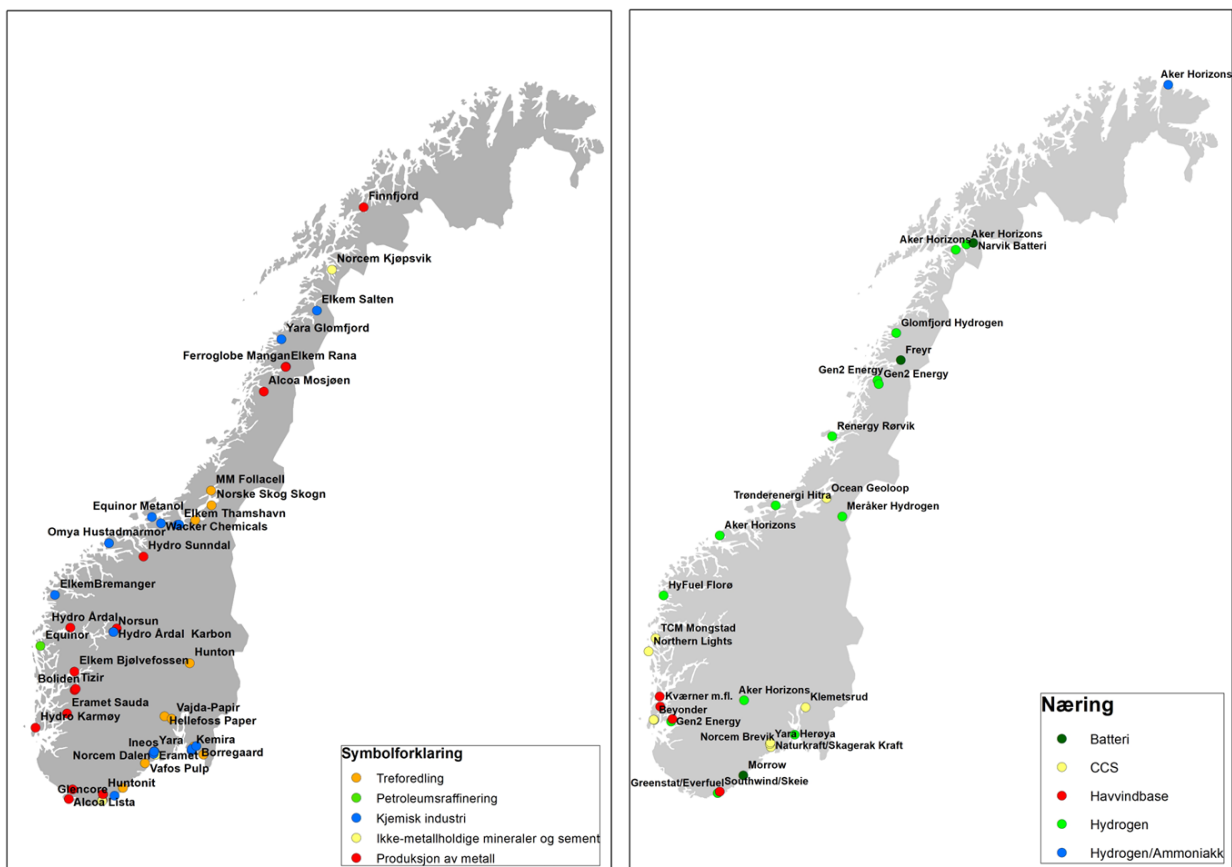 Finnfjord
Norcem Kjøpsvik
Elkem Salten
Yara Glomfjord
Ferroglobe Mangan
Elkem Rana
Alcoa Mosjøen
MM Follacell
Norske Skog Skogn
Equinor Metanol
Elkem Thamshavn
Wacker Chemicals
Omya Hustadmarmor
Hydro Sunndal
ElkemBremanger
Hydro Årdal
Norsun
Equinor
Hydro Årdal Karbon
Hunton
Elkem Bjølvefossen
Boliden
Tizir
Eramet Sauda
Vajda-Papir
Hydro Karmøy
Hellefoss Paper
Ineos
Yara
Kemira
Norcem Dalen
Eramet
Borregaard
Vafos Pulp
Glencore
Huntonit
Alcoa Lista
Symbolforklaring
Treforedling
Petroleumsraffinering
Kjemisk industri
Ikke-metallholdige mineraler og sement
Produksjon av metall
Aker Horizons
Aker Horizons
Aker Horizons
Narvik Batteri
Glomfjord Hydrogen
Freyr
Gen2 Energy
Gen2 Energy
Renergy Rørvik
Ocean Geoloop
Trønderenergi Hitra
Meråker Hydrogen
Aker Horizons
HyFuel Florø
TCM Mongstad
Northern Lights
Kværner m.fl.
Aker Horizons
Klemetsrud
Beyonder
Gen2 Energy
Norcem Brevik
Yara Herøya
Naturkraft/Skagerak Kraft
Morrow
Greenstat/Everfuel
Southwind/Skeie
Næring
Batteri
CCS
Havvindbase
Hydrogen
Hydrogen/Ammoniakk